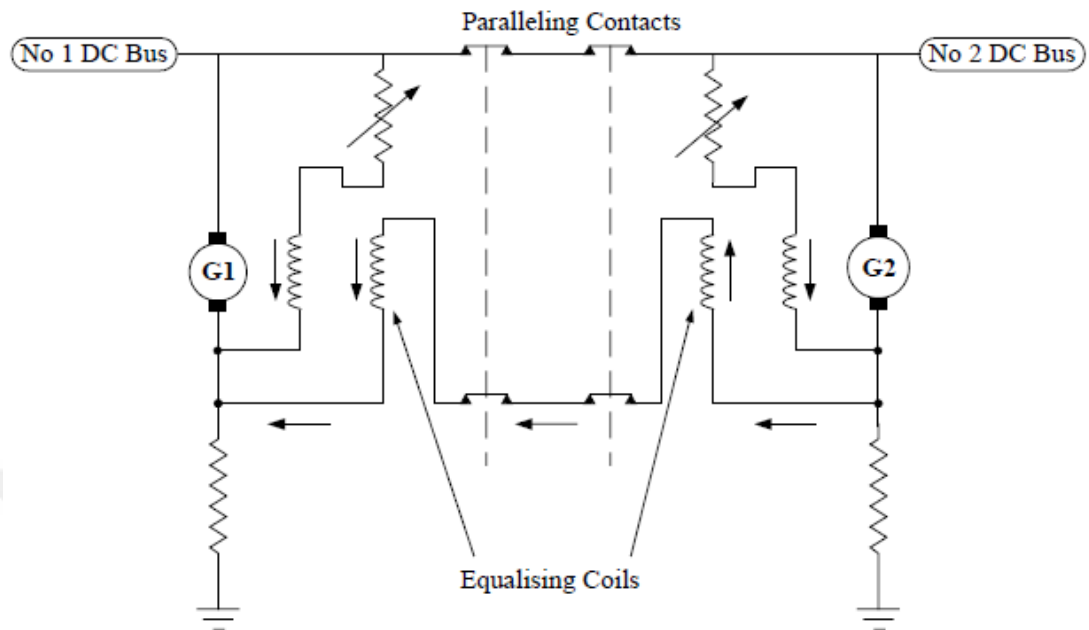 Paralleling Contacts
No 1 DC Bus
No 2 DC Bus
G1
G2
Equalising Coils